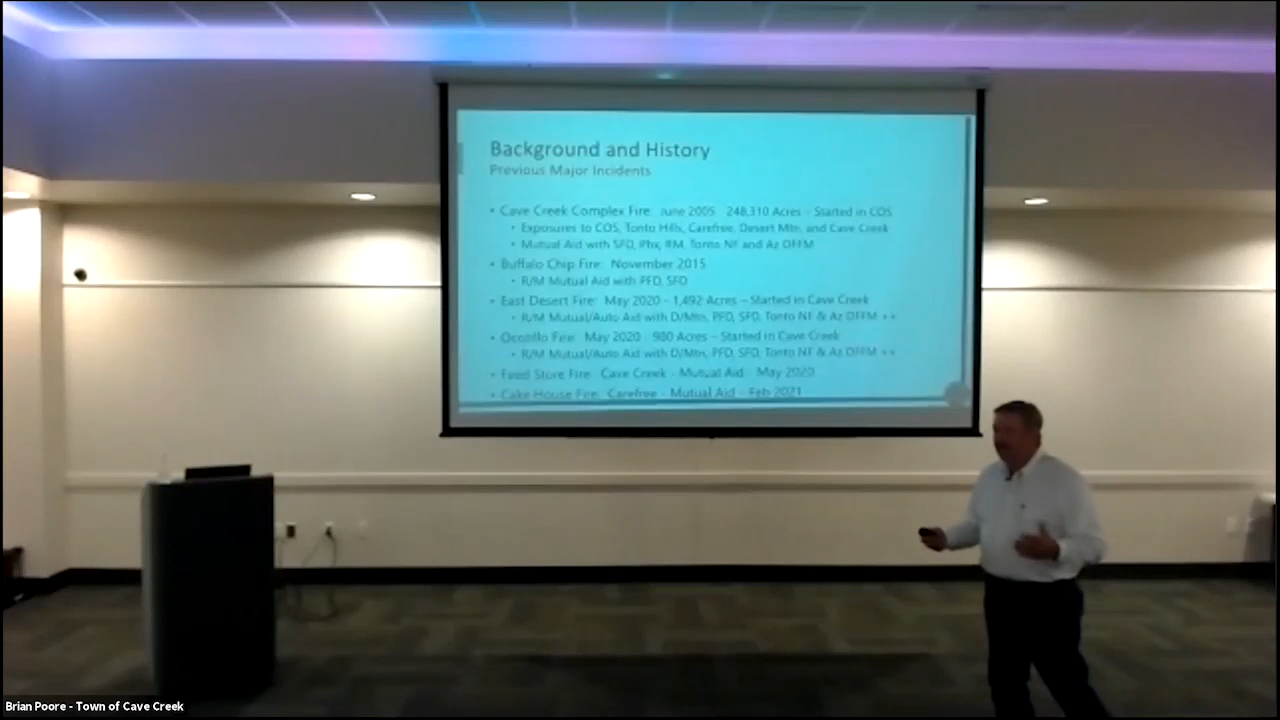 Background and History
Previous Major Incidents
• Cave Creek Complex Fire: June 2005 248,310 Acres - Started in COS
• Exposures to COS, Tonto Hills, Carefree, Desert Mtn, and Cave Creek
• Mutual Aid with SFD, Phx, RM, Tonto NF and Az DFFM
• Buffalo Chip Fire: November 2015
• R/M Mutual Aid with PFD, SFD
• East Desert Fire: May 2020 - 1,492 Acres – Started in Cave Creek
• R/M Mutual/Auto Aid with D/Mtn, PFD, SFD, Tonto NF & Az DFFM ++
• Ocotillo Fire: May 2020 980 Acres – Started in Cave Creek
• R/M Mutual/Auto Aid with D/Mtn, PFD, SFD, Tonto NF & Az DFFM ++
• Feed Store Fire: Cave Creek - Mutual Aid May 2020
• Cake House Fire: Carefree - Mutual Aid - Feb 2021
Brian Poore - Town of Cave Creek